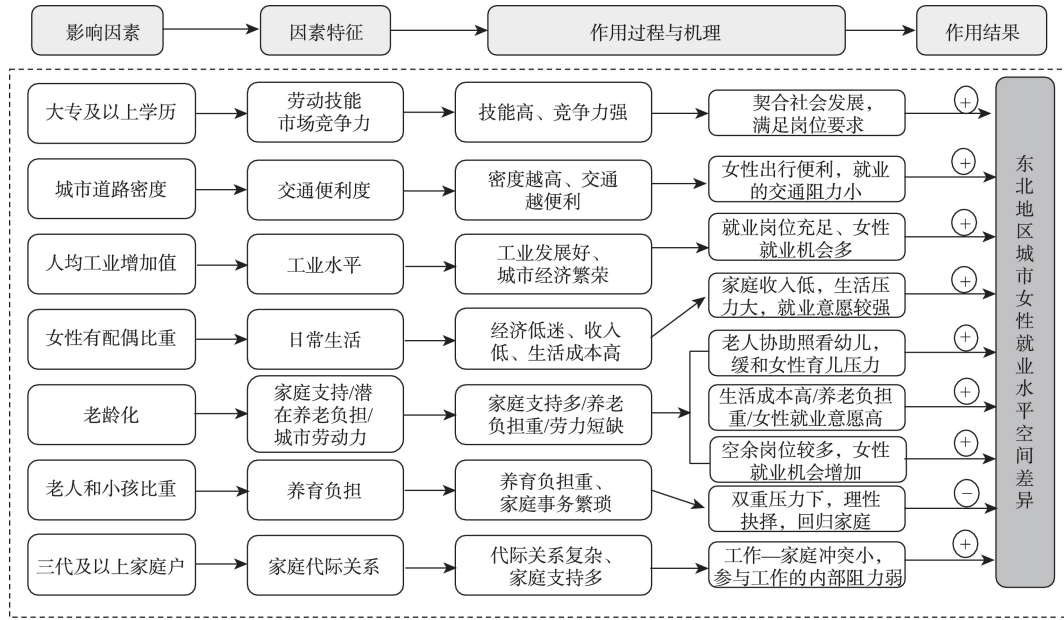 影响因素
因素特征
作用过程与机理
作用结果
大专及以上学历
劳动技能
市场竞争力
技能高、竞争力强
契合社会发展,
满足岗位要求
+
城市道路密度
交通便利度
密度越高、交通
越便利
女性出行便利,就业
的交通阻力小
+
人均工业增加值
工业水平
工业发展好、
城市经济繁荣
就业岗位充足、女性
就业机会多
+
女性有配偶比重
日常生活
经济低迷、收入
低、生活成本高
家庭收入低,生活压
力大,就业意愿较强
+
老龄化
家庭支持/潜
在养老负担/
城市劳动力
家庭支持多/养老
负担重/劳力短缺
老人协助照看幼儿,
缓和女性育儿压力
+
生活成本高/养老负担
重/女性就业意愿高
+
空余岗位较多,女性
就业机会增加
+
老人和小孩比重
养育负担
养育负担重、
家庭事务繁琐
双重压力下,理性
抉择,回归家庭
−
三代及以上家庭户
家庭代际关系
代际关系复杂、
家庭支持多
工作—家庭冲突小,
参与工作的内部阻力弱
+
东北地区城市女性就业水平空间差异